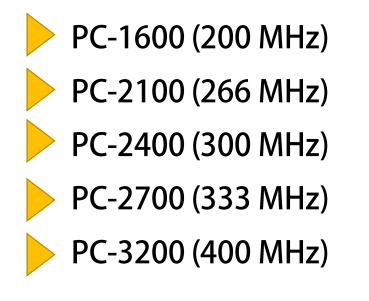 PC-1600 (200 MHz)
PC-2100 (266 MHz)
PC-2400 (300 MHz)
PC-2700 (333 MHz)
PC-3200 (400 MHz)